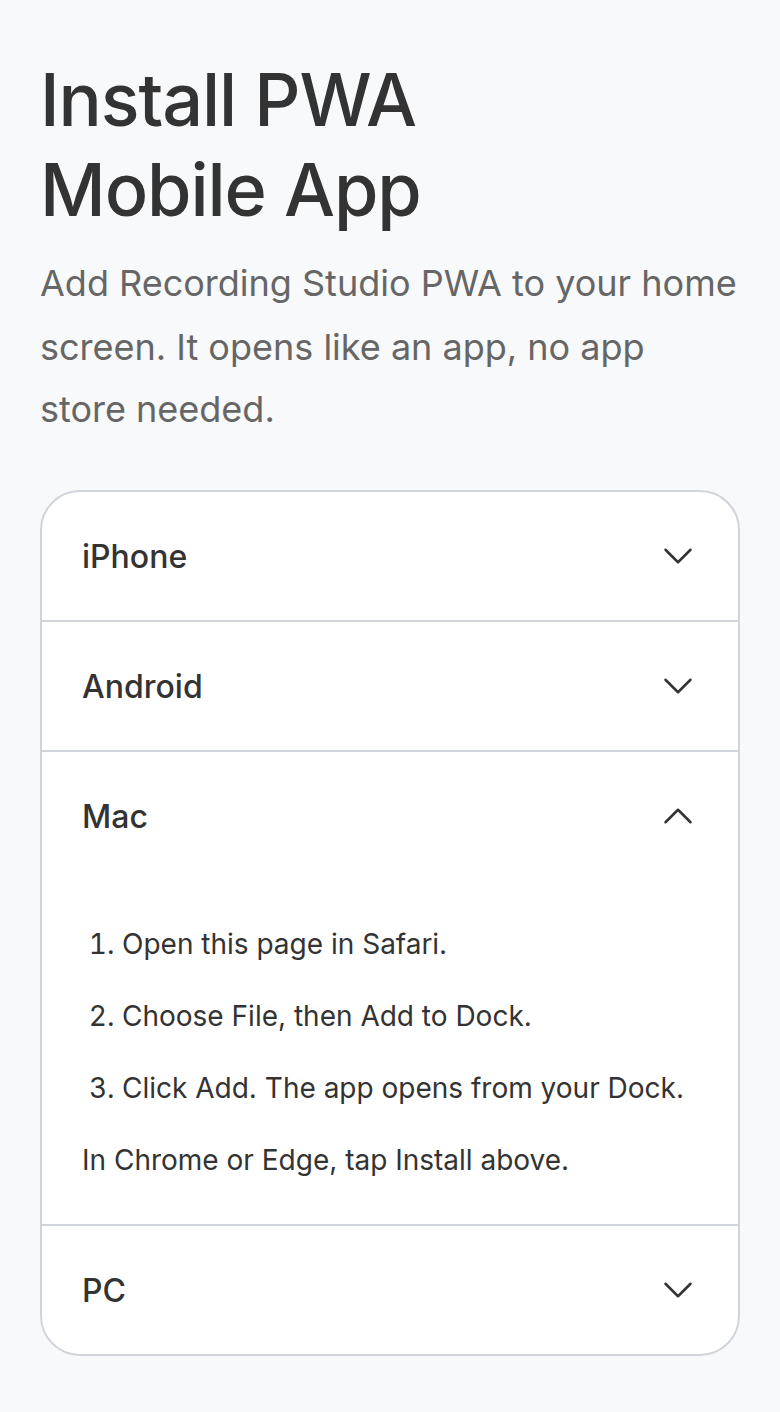 Install PWA
Mobile App
Add Recording Studio PWA to your home
screen. It opens like an app, no app
store needed.
iPhone
Android
Mac
1. Open this page in Safari.
2. Choose File, then Add to Dock.
3. Click Add. The app opens from your Dock.
In Chrome or Edge, tap Install above.
PC